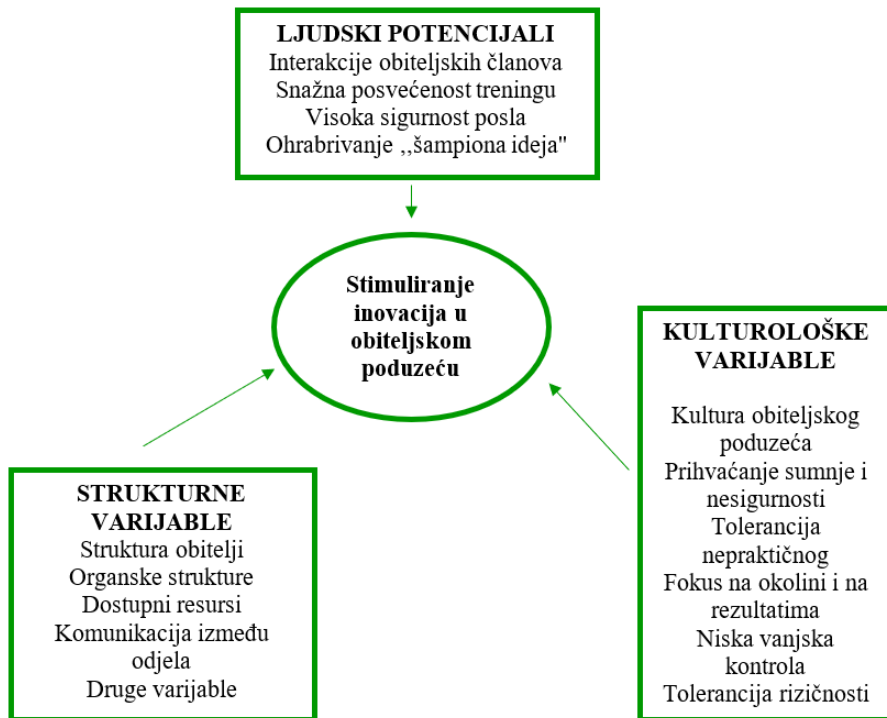 LJUDSKI POTENCIJALI
Interakcije obiteljskih članova
Snažna posvećenost treningu
Visoka sigurnost posla
Ohrabrivanje ,,šampiona ideja"
Stimuliranje
inovacija u
obiteljskom
poduzeću
STRUKTURNE
VARIJABLE
Struktura obitelji
Organske strukture
Dostupni resursi
Komunikacija između
odjela
Druge varijable
KULTUROLOŠKE
VARIJABLE
Kultura obiteljskog
poduzeća
Prihvaćanje sumnje i
nesigurnosti
Tolerancija
nepraktičnog
Fokus na okolini i na
rezultatima
Niska vanjska
kontrola
Tolerancija rizičnosti